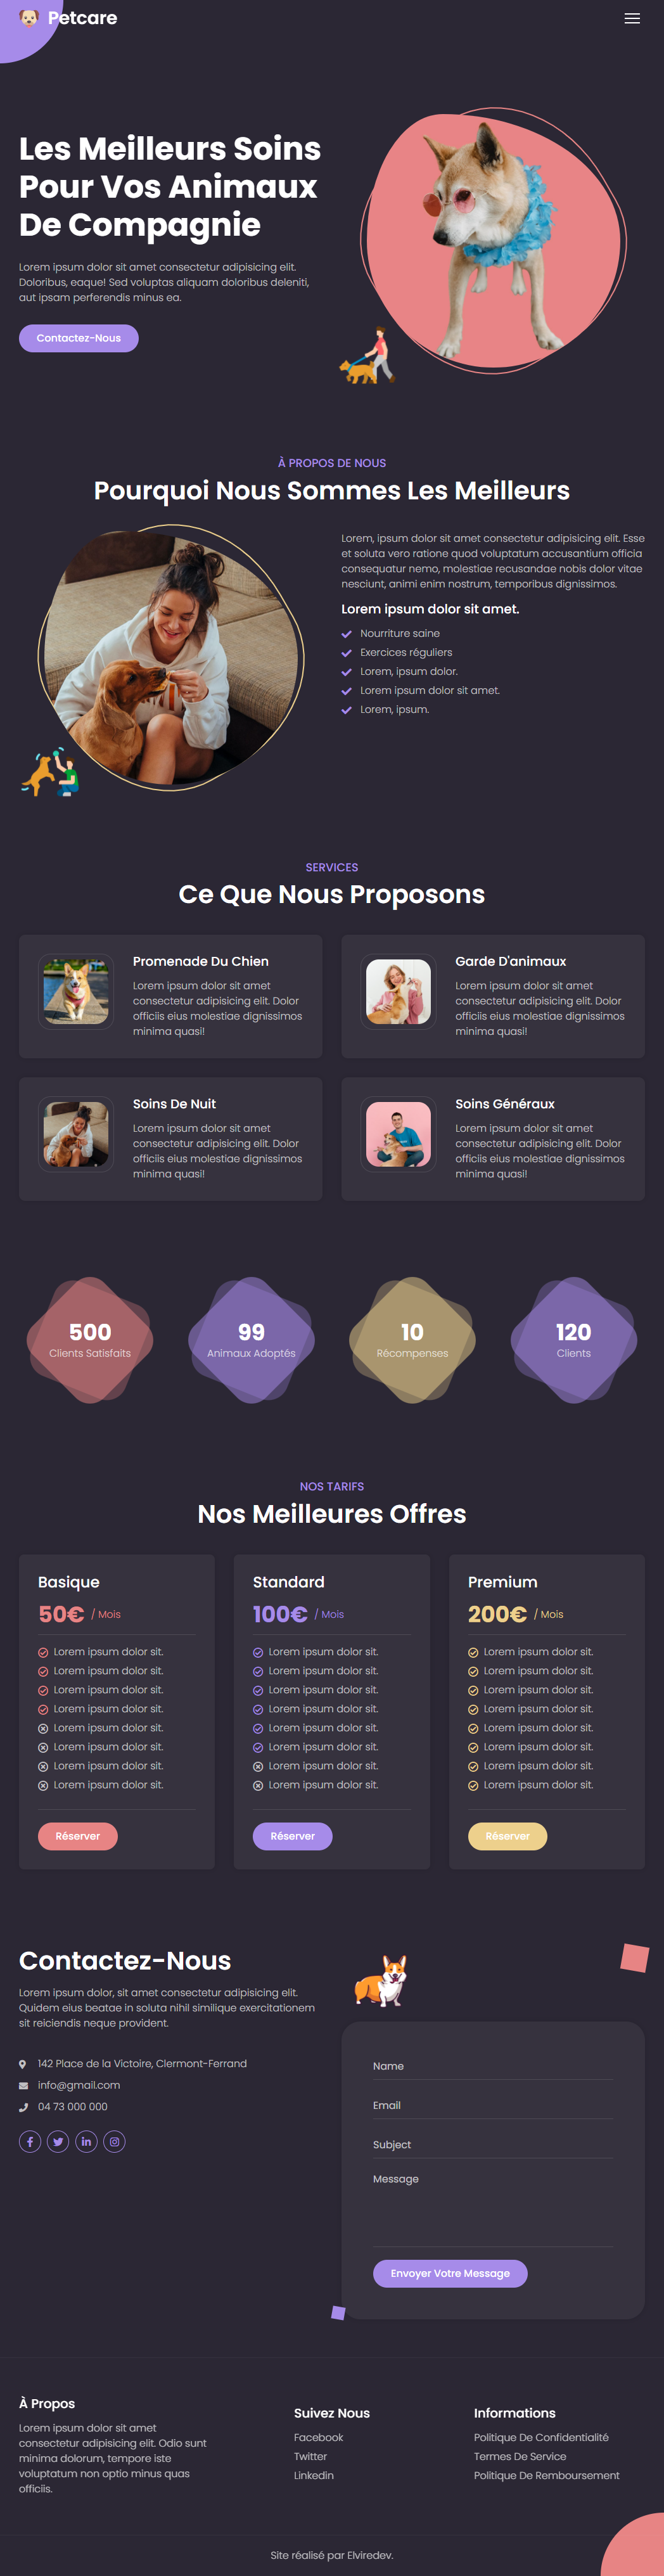 Petcare
Les Meilleurs Soins
Pour Vos Animaux
De Compagnie
Lorem ipsum dolor sit amet consectetur adipisicing elit.
Doloribus, eaque! Sed voluptas aliquam doloribus deleniti,
aut ipsam perferendis minus ea.
Contactez-Nous
À PROPOS DE NOUS
Pourquoi Nous Sommes Les Meilleurs
Lorem, ipsum dolor sit amet consectetur adipisicing elit. Esse
et soluta vero ratione quod voluptatum accusantium officia
consequatur nemo, molestiae recusandae nobis dolor vitae
nesciunt, animi enim nostrum, temporibus dignissimos.
Lorem ipsum dolor sit amet.
Nourriture saine
Exercices réguliers
Lorem, ipsum dolor.
Lorem ipsum dolor sit amet.
Lorem, ipsum.
SERVICES
Ce Que Nous Proposons
Promenade Du Chien
Lorem ipsum dolor sit amet
consectetur adipisicing elit. Dolor
officiis eius molestiae dignissimos
minima quasi!
Garde D'animaux
Lorem ipsum dolor sit amet
consectetur adipisicing elit. Dolor
officiis eius molestiae dignissimos
minima quasi!
Soins De Nuit
Lorem ipsum dolor sit amet
consectetur adipisicing elit. Dolor
officiis eius molestiae dignissimos
minima quasi!
Soins Généraux
Lorem ipsum dolor sit amet
consectetur adipisicing elit. Dolor
officiis eius molestiae dignissimos
minima quasi!
500
Clients Satisfaits
99
Animaux Adoptés
10
Récompenses
120
Clients
NOS TARIFS
Nos Meilleures Offres
Basique
50€ / Mois
Lorem ipsum dolor sit.
Lorem ipsum dolor sit.
Lorem ipsum dolor sit.
Lorem ipsum dolor sit.
Lorem ipsum dolor sit.
Lorem ipsum dolor sit.
Lorem ipsum dolor sit.
Lorem ipsum dolor sit.
Réserver
Standard
100€ / Mois
Lorem ipsum dolor sit.
Lorem ipsum dolor sit.
Lorem ipsum dolor sit.
Lorem ipsum dolor sit.
Lorem ipsum dolor sit.
Lorem ipsum dolor sit.
Lorem ipsum dolor sit.
Lorem ipsum dolor sit.
Réserver
Premium
200€ / Mois
Lorem ipsum dolor sit.
Lorem ipsum dolor sit.
Lorem ipsum dolor sit.
Lorem ipsum dolor sit.
Lorem ipsum dolor sit.
Lorem ipsum dolor sit.
Lorem ipsum dolor sit.
Lorem ipsum dolor sit.
Réserver
Contactez-Nous
Lorem ipsum dolor, sit amet consectetur adipisicing elit.
Quidem eius beatae in soluta nihil similique exercitationem
sit reiciendis neque provident.
142 Place de la Victoire, Clermont-Ferrand
info@gmail.com
04 73 000 000
Name
Email
Subject
Message
Envoyer Votre Message
À Propos
Lorem ipsum dolor sit amet
consectetur adipisicing elit. Odio sunt
minima dolorum, tempore iste
voluptatum non optio minus quas
officiis.
Suivez Nous
Facebook
Twitter
Linkedin
Informations
Politique De Confidentialité
Termes De Service
Politique De Remboursement
Site réalisé par Elviredev.